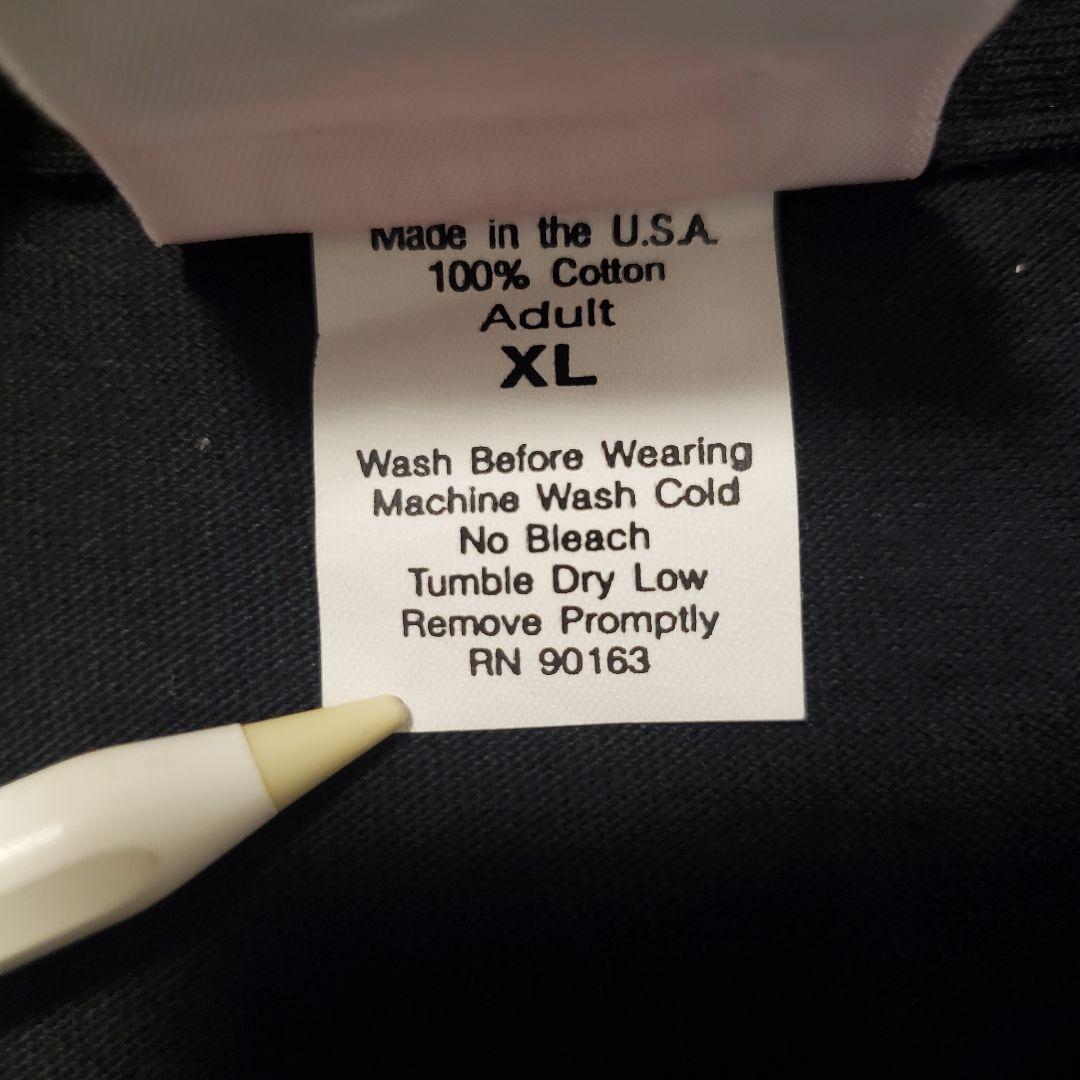 Made in the U.S.A.
100% Cotton
Adult
XL
Wash Before Wearing
Machine Wash Cold
No Bleach
Tumble Dry Low
Remove Promptly
RN 90163